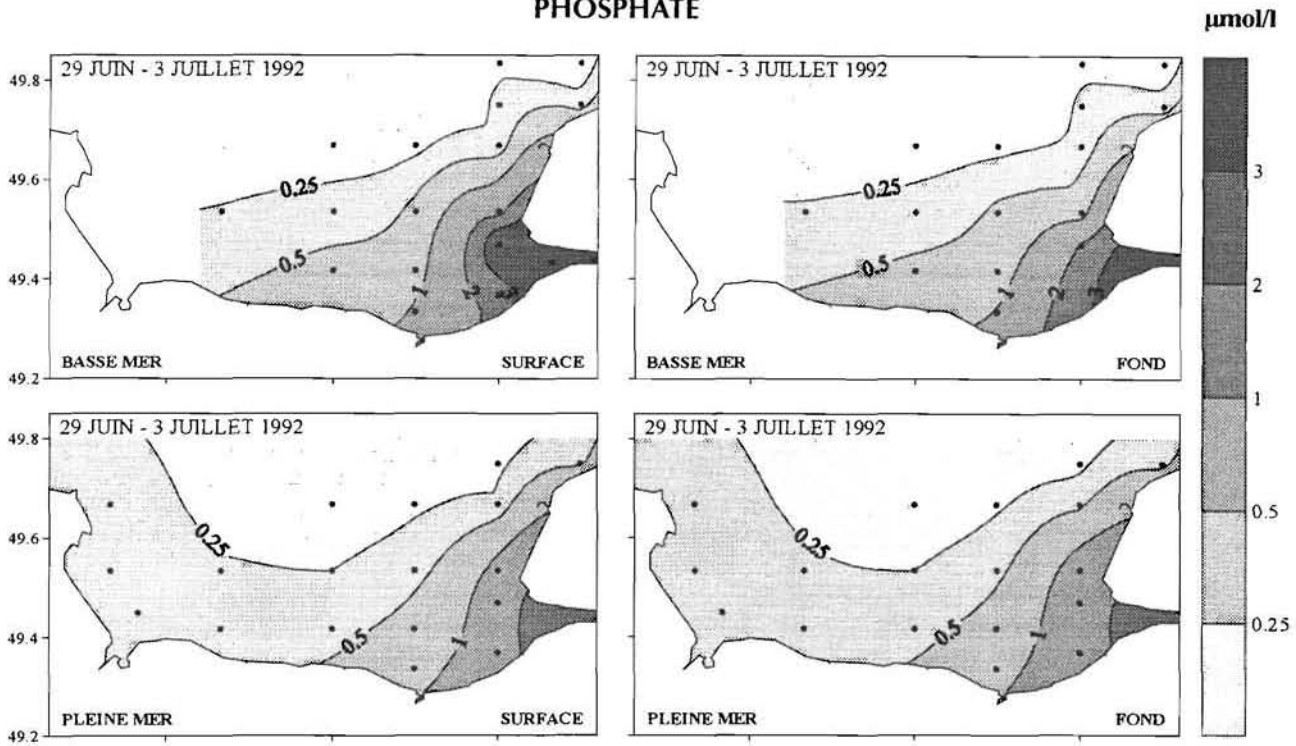 PHOSPHATE
µmol/l
29 JUIN - 3 JUILLET 1992
49.8
49.6
49.4
49.2
0.25
0.5
1
2
3
BASSE MER
SURFACE
29 JUIN - 3 JUILLET 1992
0.25
0.5
1
2
3
BASSE MER
FOND
29 JUIN - 3 JUILLET 1992
49.8
49.6
49.4
49.2
0.25
0.5
1
PLEINE MER
SURFACE
29 JUIN - 3 JUILLET 1992
0.25
0.5
1
PLEINE MER
FOND
3
2
1
0.5
0.25